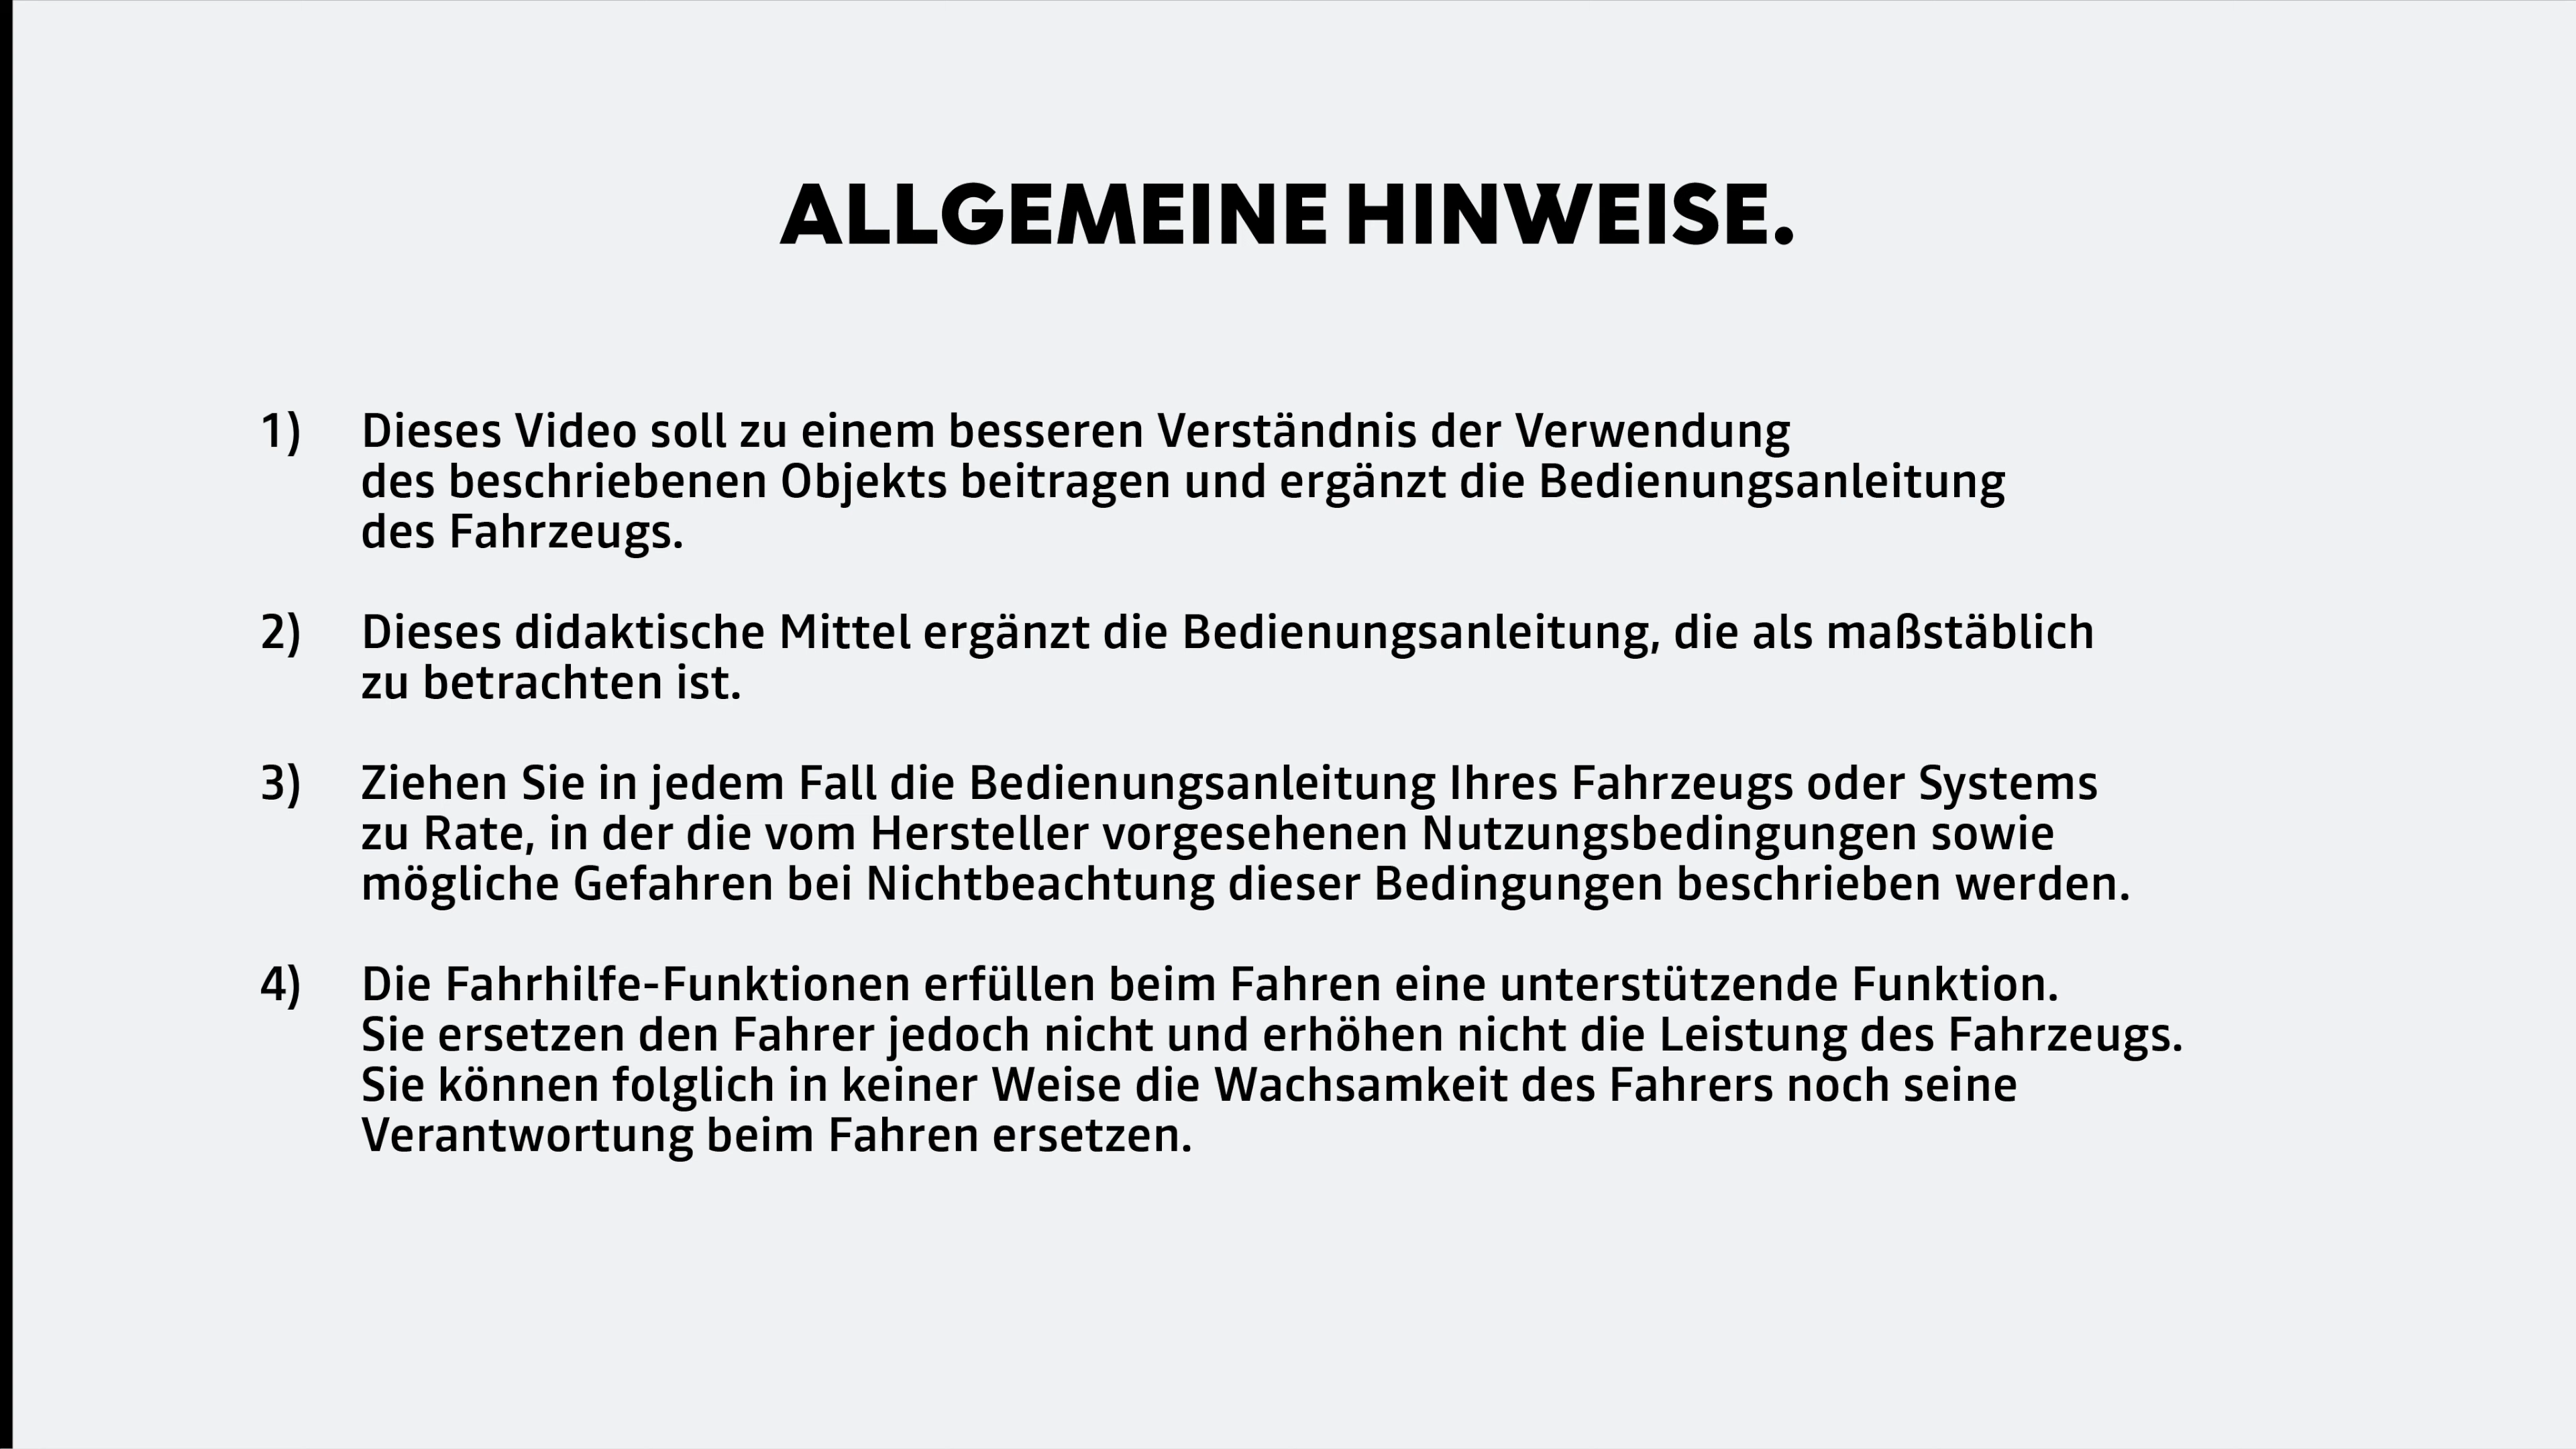 ALLGEMEINE HINWEISE.
1) Dieses Video soll zu einem besseren Verständnis der Verwendung
des beschriebenen Objekts beitragen und ergänzt die Bedienungsanleitung
des Fahrzeugs.
2) Dieses didaktische Mittel ergänzt die Bedienungsanleitung, die als maßstäblich
zu betrachten ist.
3) Ziehen Sie in jedem Fall die Bedienungsanleitung Ihres Fahrzeugs oder Systems
zu Rate, in der die vom Hersteller vorgesehenen Nutzungsbedingungen sowie
mögliche Gefahren bei Nichtbeachtung dieser Bedingungen beschrieben werden.
4) Die Fahrhilfe-Funktionen erfüllen beim Fahren eine unterstützende Funktion.
Sie ersetzen den Fahrer jedoch nicht und erhöhen nicht die Leistung des Fahrzeugs.
Sie können folglich in keiner Weise die Wachsamkeit des Fahrers noch seine
Verantwortung beim Fahren ersetzen.